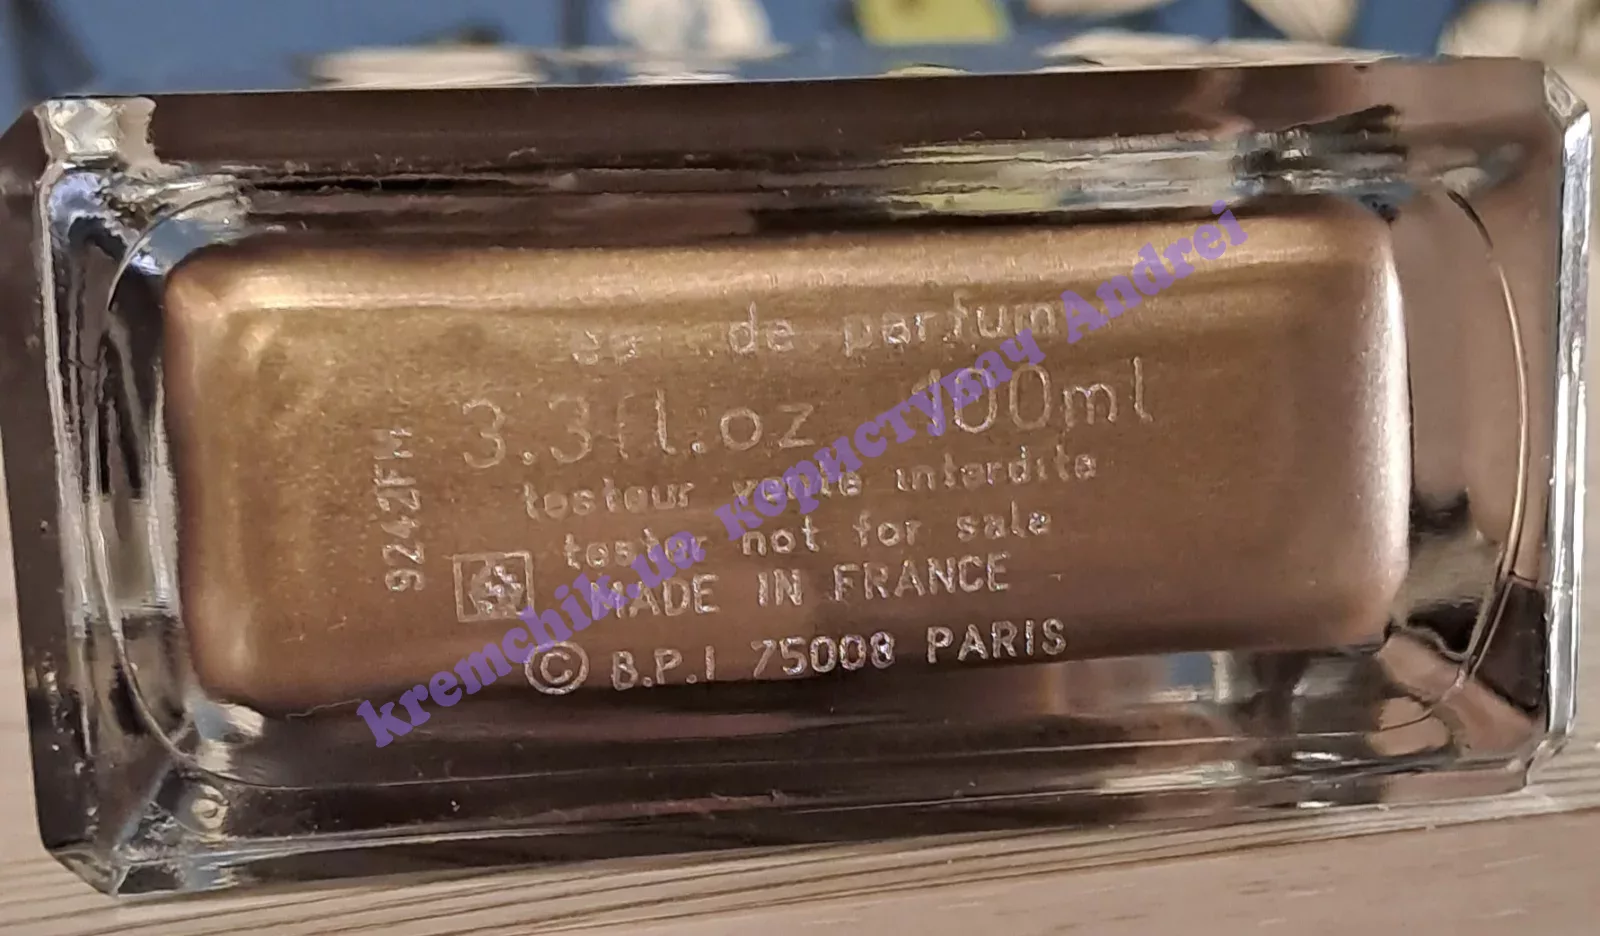 de parfum
3.3fl.oz 100ml
testeur vente interdite
tester not for sale
MADE IN FRANCE
© B.P.I 75008 PARIS
9242FM
kremchik.ua користувач Andrei